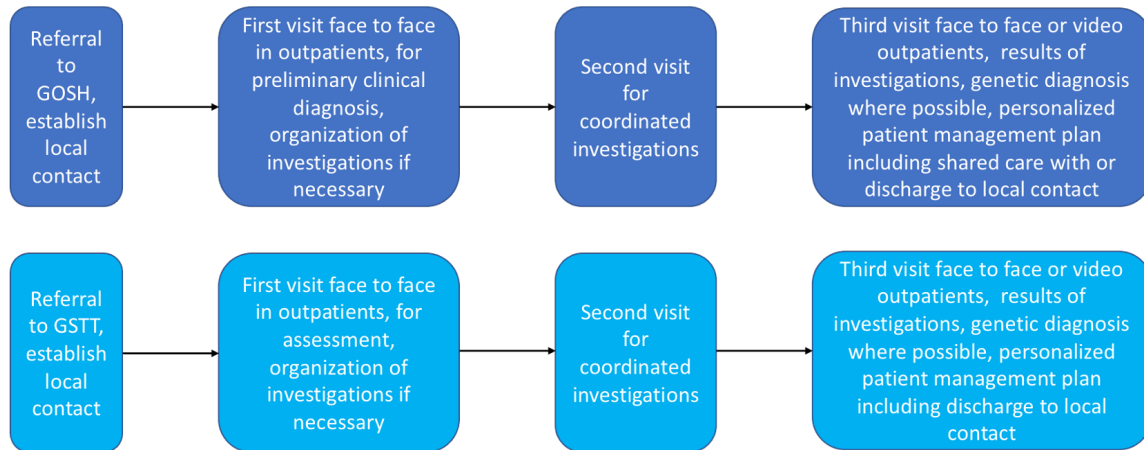 Referral
to
GOSH,
establish
local
contact
First visit face to face
in outpatients, for
preliminary clinical
diagnosis,
organization of
investigations if
necessary
Second visit
for
coordinated
investigations
Third visit face to face or video
outpatients,  results of
investigations, genetic diagnosis
where possible, personalized
patient management plan
including shared care with or
discharge to local contact
Referral
to GSTT,
establish
local
contact
First visit face to face
in outpatients, for
assessment,
organization of
investigations if
necessary
Second visit
for
coordinated
investigations
Third visit face to face or video
outpatients,  results of
investigations, genetic diagnosis
where possible, personalized
patient management plan
including discharge to local
contact